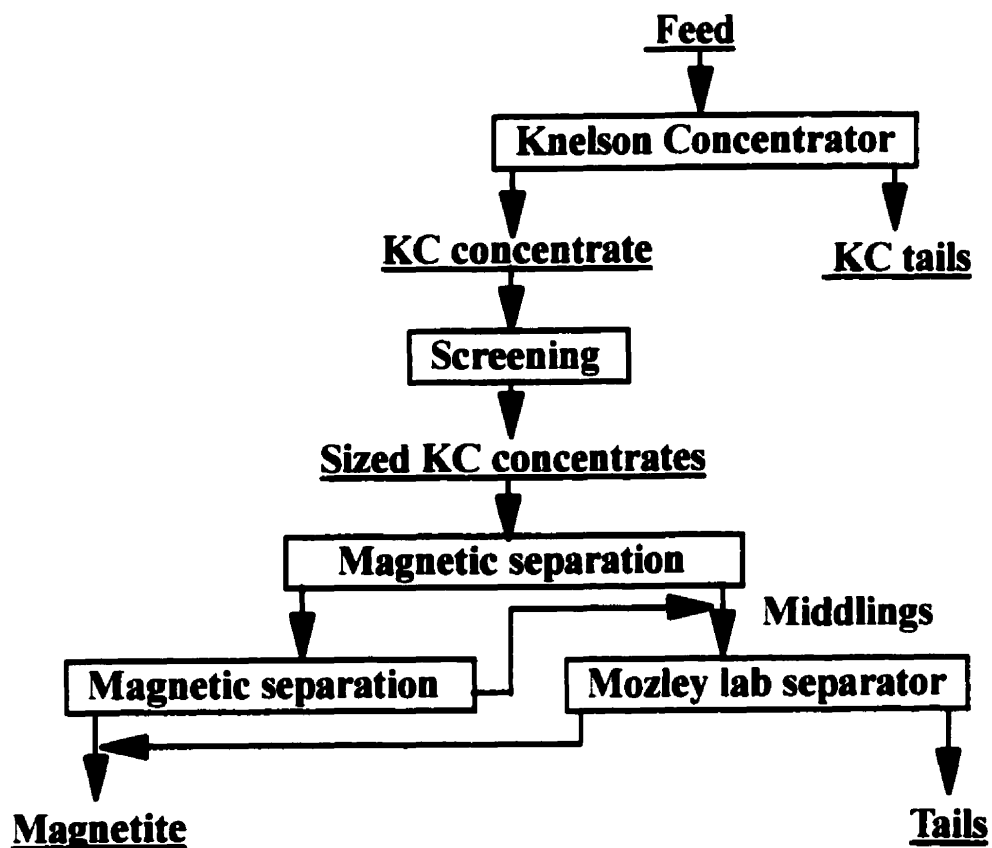 Feed
Knelson Concentrator
KC concentrate
KC tails
Screening
Sized KC concentrates
Magnetic separation
Middlings
Magnetic separation
Mozley lab separator
Magnetite
Tails